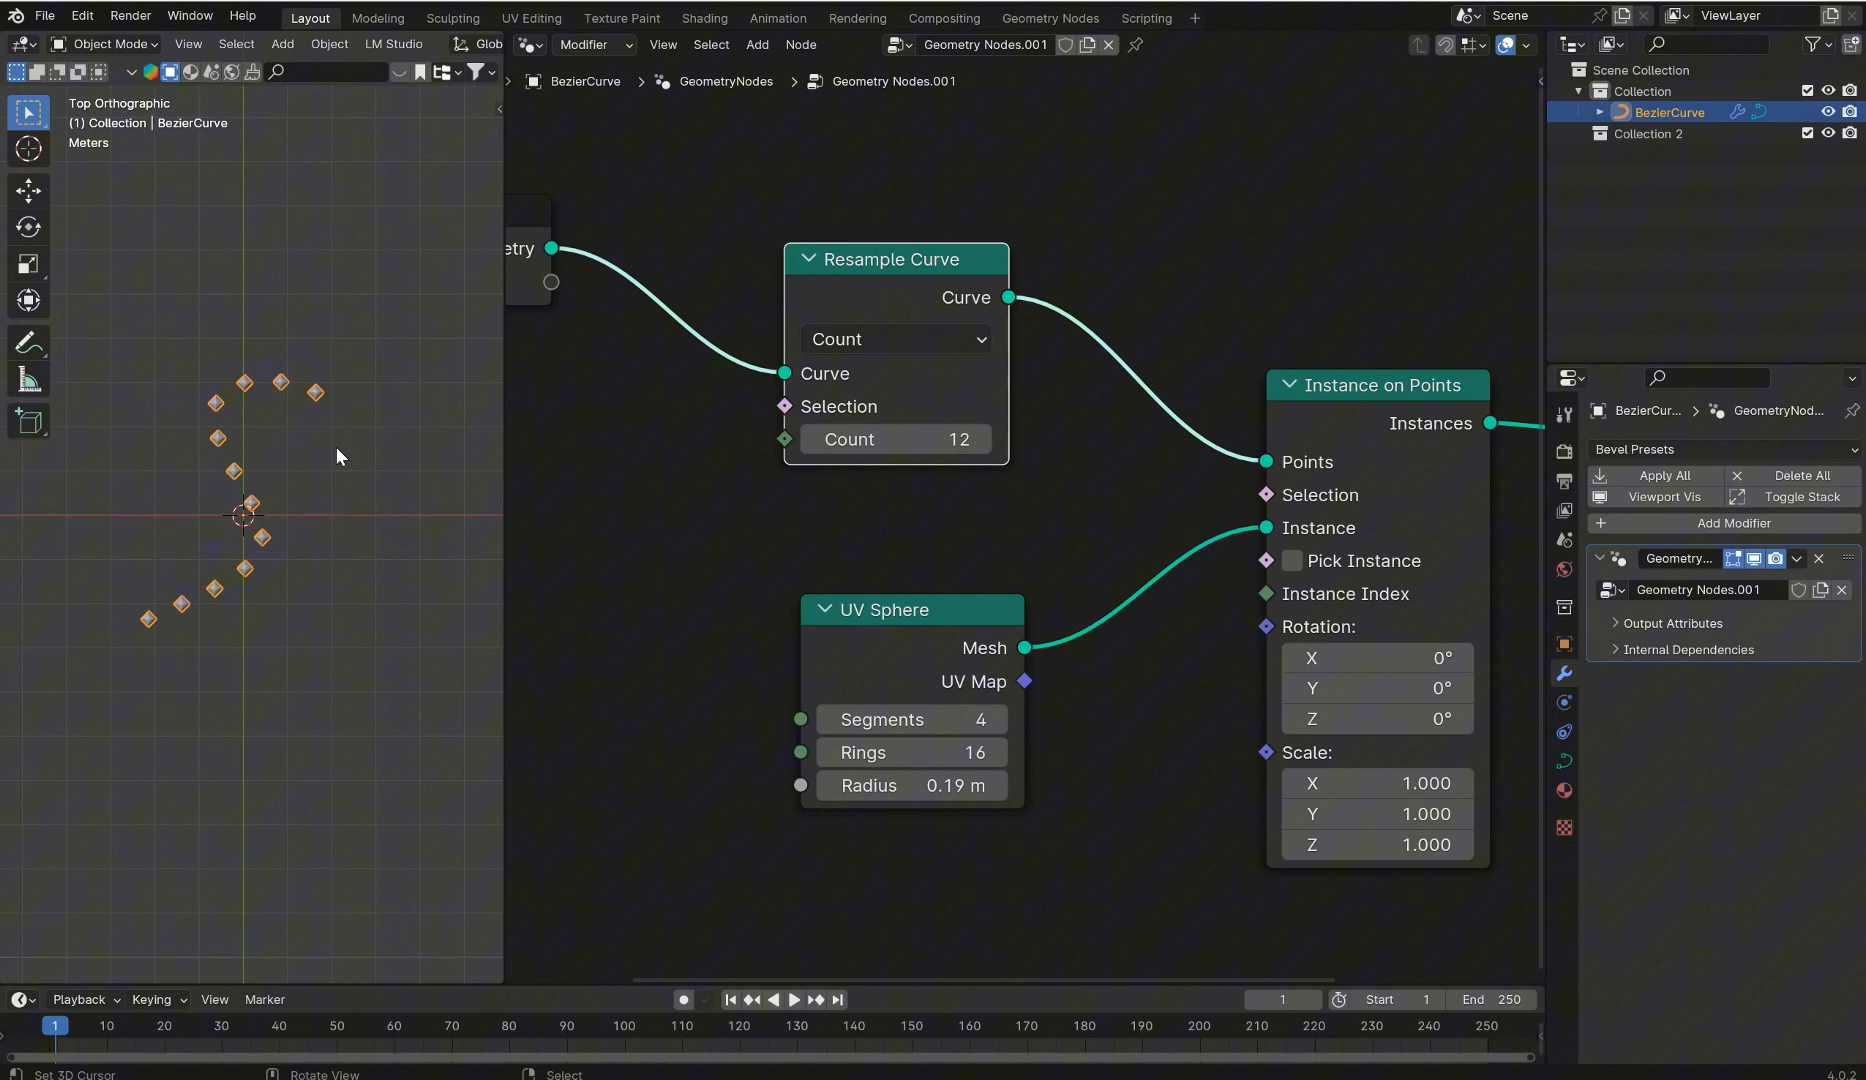 File Edit Render Window Help Layout Modeling Sculpting UV Editing Texture Paint Shading Animation Rendering Compositing Geometry Nodes Scripting + Scene ViewLayer
Object Mode View Select Add Object LM Studio Glob
Modifier View Select Add Node Geometry Nodes.001
BezierCurve > GeometryNodes > Geometry Nodes.001
Top Orthographic
(1) Collection | BezierCurve
Meters
etry
Resample Curve
Curve
Count
Curve
Selection
Count 12
UV Sphere
Mesh
UV Map
Segments 4
Rings 16
Radius 0.19 m
Instance on Points
Instances
Points
Selection
Instance
Pick Instance
Instance Index
Rotation:
X 0°
Y 0°
Z 0°
Scale:
X 1.000
Y 1.000
Z 1.000
Scene Collection
Collection
BezierCurve
Collection 2
BezierCur... > GeometryNod...
Bevel Presets
Apply All Delete All
Viewport Vis Toggle Stack
+ Add Modifier
Geometry...
Geometry Nodes.001
Output Attributes
Internal Dependencies
Playback Keying View Marker 1 Start 1 End 250
1 10 20 30 40 50 60 70 80 90 100 110 120 130 140 150 160 170 180 190 200 210 220 230 240 250
Set 3D Cursor Rotate View Select 4.0.2